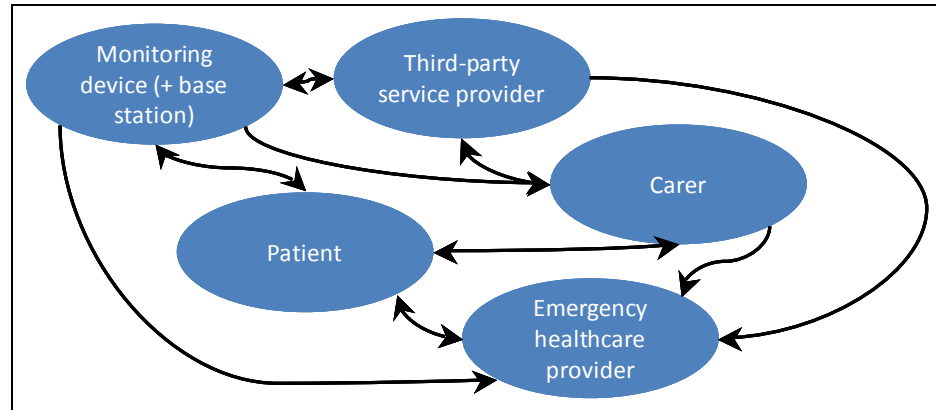 Monitoring
device (+ base
station)
Third-party
service provider
Carer
Patient
Emergency
healthcare
provider